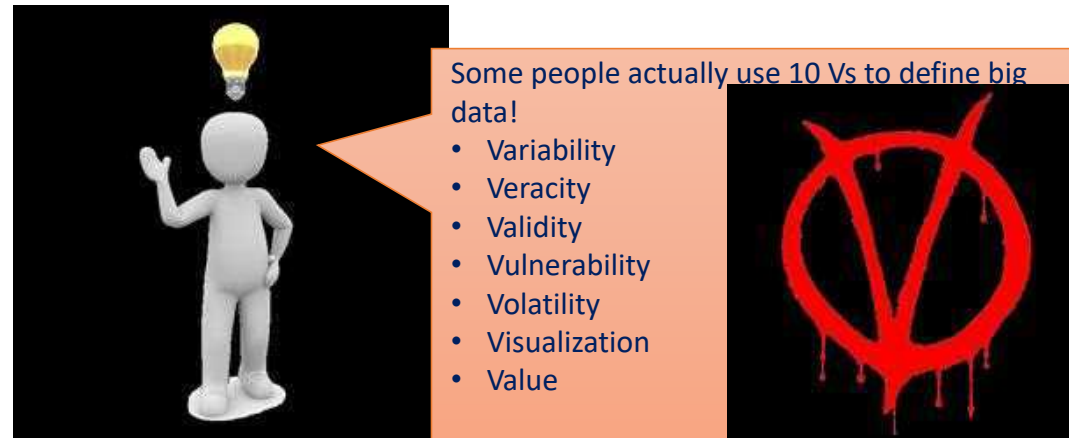 Some people actually use 10 Vs to define big
data!
• Variability
• Veracity
• Validity
• Vulnerability
• Volatility
• Visualization
• Value
V